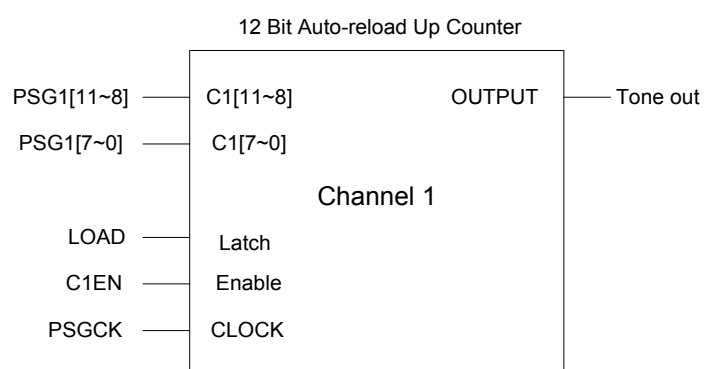 12 Bit Auto-reload Up Counter
PSG1[11~8] C1[11~8] OUTPUT Tone out
PSG1[7~0] C1[7~0]
Channel 1
LOAD Latch
C1EN Enable
PSGCK CLOCK